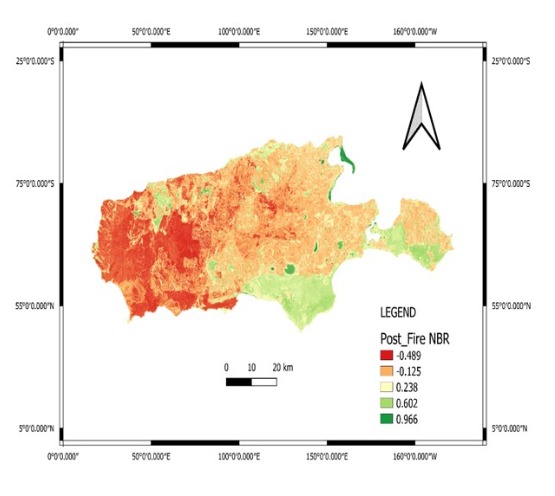 0°0'0.000" 50°0'0.000"E 100°0'0.000"E 150°0'0.000"E 160°0'0.000"W
25°0'0.000"S 25°0'0.000"S
75°0'0.000"S 75°0'0.000"S
55°0'0.000"N 55°0'0.000"N
LEGEND
Post_Fire NBR
-0.489
-0.125
0.238
0.602
0.966
0 10 20 km
5°0'0.000"N 5°0'0.000"N
0°0'0.000" 50°0'0.000"E 100°0'0.000"E 150°0'0.000"E 160°0'0.000"W